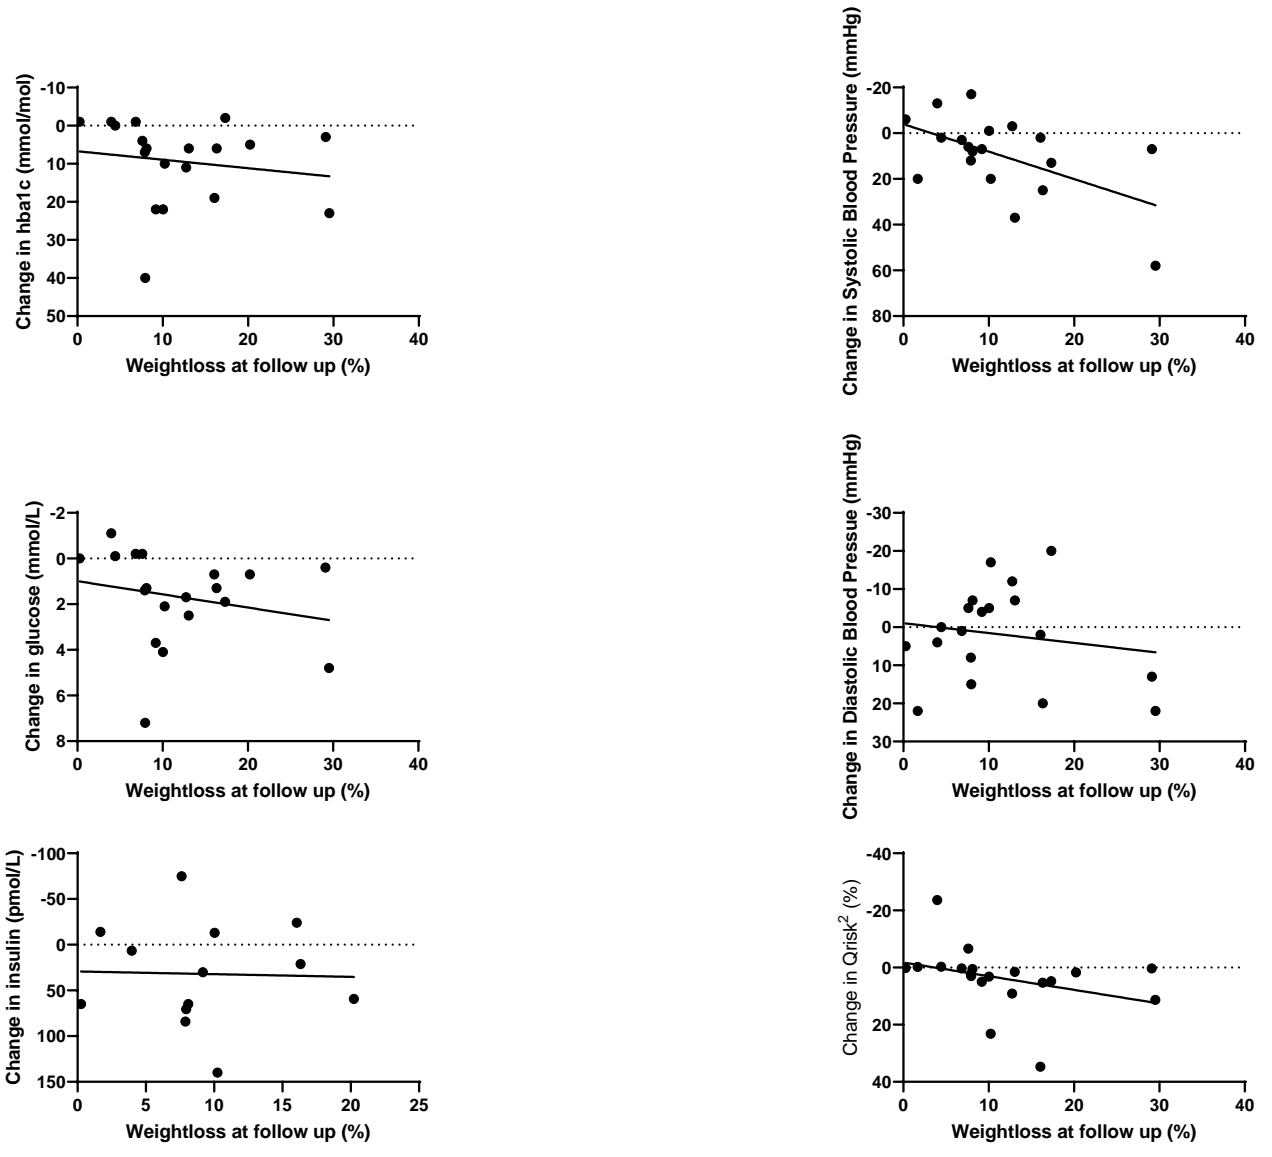 Change in hba1c (mmol/mol)
-10
0
10
20
30
40
50
0 10 20 30 40
Weightloss at follow up (%)
Change in Systolic Blood Pressure (mmHg)
-20
0
20
40
60
80
0 10 20 30 40
Weightloss at follow up (%)
Change in glucose (mmol/L)
-2
0
2
4
6
8
0 10 20 30 40
Weightloss at follow up (%)
Change in Diastolic Blood Pressue (mmHg)
-30
-20
-10
0
10
20
30
0 10 20 30 40
Weightloss at follow up (%)
Change in insulin (pmol/L)
-100
-50
0
50
100
150
0 5 10 15 20 25
Weightloss at follow up (%)
Change in Qrisk² (%)
-40
-20
0
20
40
0 10 20 30 40
Weightloss at follow up (%)